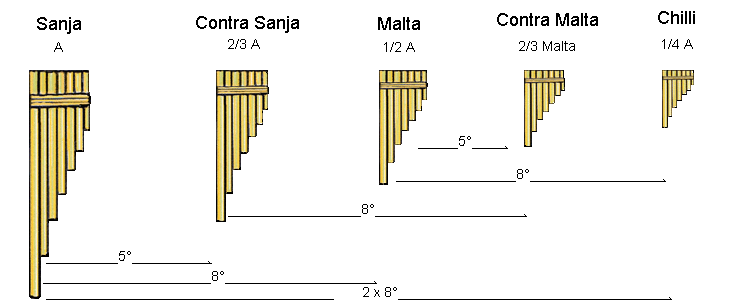 Sanja
A
Contra Sanja
2/3 A
Malta
1/2 A
Contra Malta
2/3 Malta
Chilli
1/4 A
5°
8°
8°
5°
8°
2 x 8°